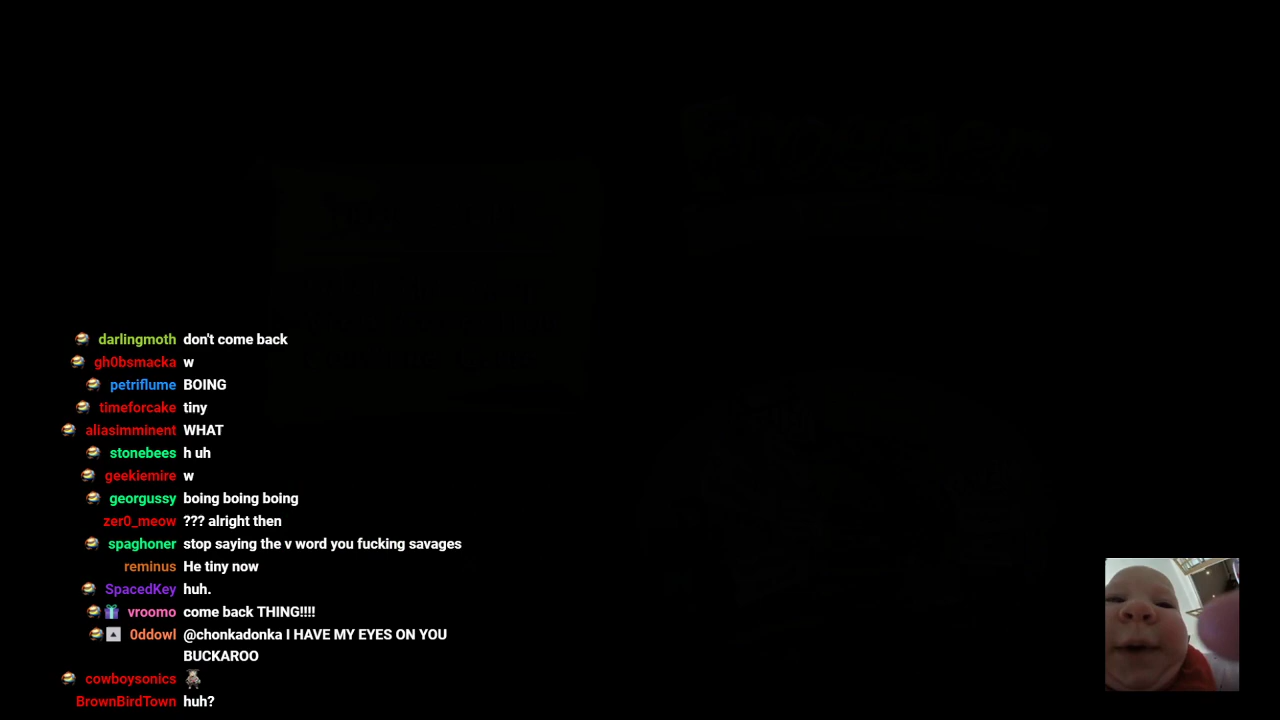 darlingmoth don't come back
gh0bsmacka w
petriflume BOING
timeforcake tiny
aliasimminent WHAT
stonebees h uh
geekiemire w
georgussy boing boing boing
zer0_meow ??? alright then
spaghoner stop saying the v word you fucking savages
reminus He tiny now
SpacedKey huh.
vroomo come back THING!!!!
0ddowl @chonkadonka I HAVE MY EYES ON YOU
BUCKAROO
cowboysonics
BrownBirdTown huh?